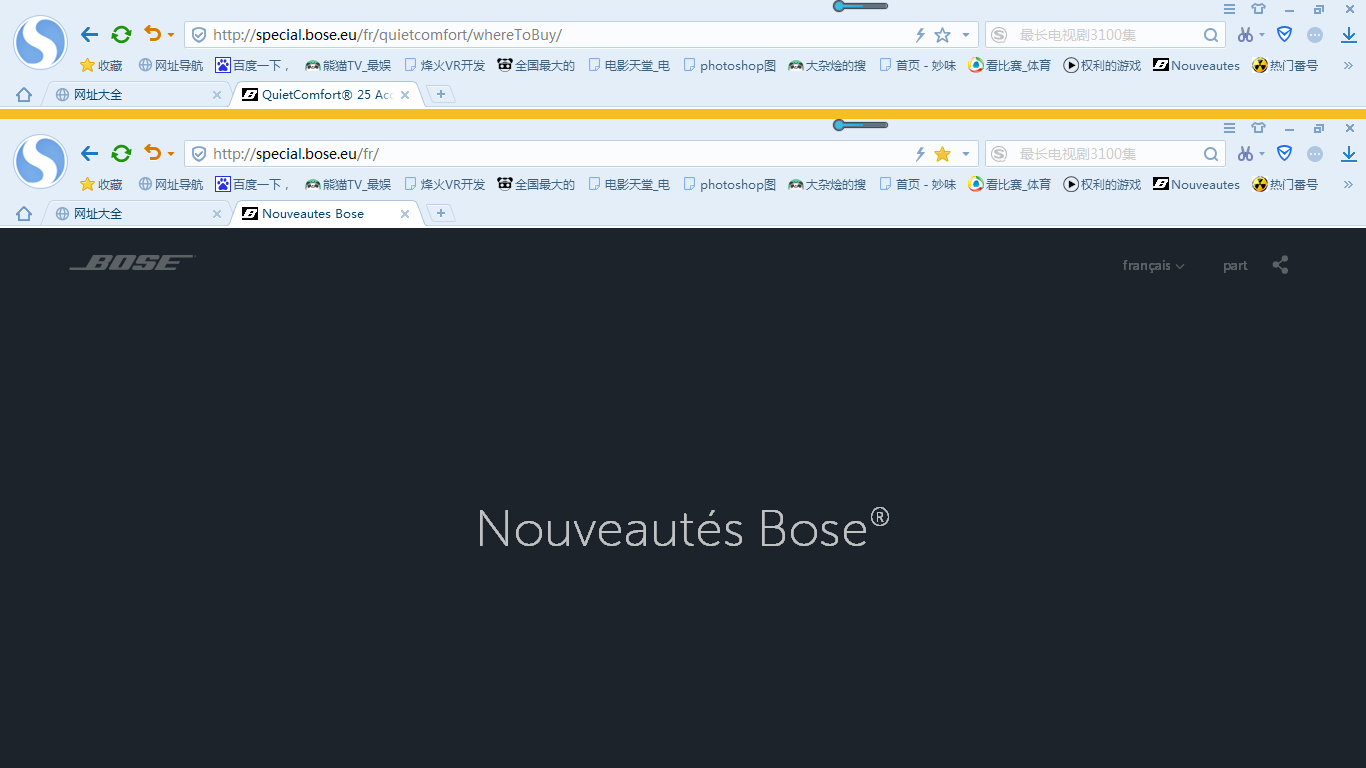 http://special.bose.eu/fr/quietcomfort/whereToBuy/
最长电视剧3100集
收藏 网址导航 百度一下， 熊猫TV_最娱 烽火VR开发 全国最大的 电影天堂_电 photoshop图 大杂烩的搜 首页 - 妙味 看比赛_体育 权利的游戏 Nouveautes 热门番号
网址大全 QuietComfort® 25 Acc
http://special.bose.eu/fr/
最长电视剧3100集
收藏 网址导航 百度一下， 熊猫TV_最娱 烽火VR开发 全国最大的 电影天堂_电 photoshop图 大杂烩的搜 首页 - 妙味 看比赛_体育 权利的游戏 Nouveautes 热门番号
网址大全 Nouveautes Bose
BOSE français part
Nouveautés Bose®